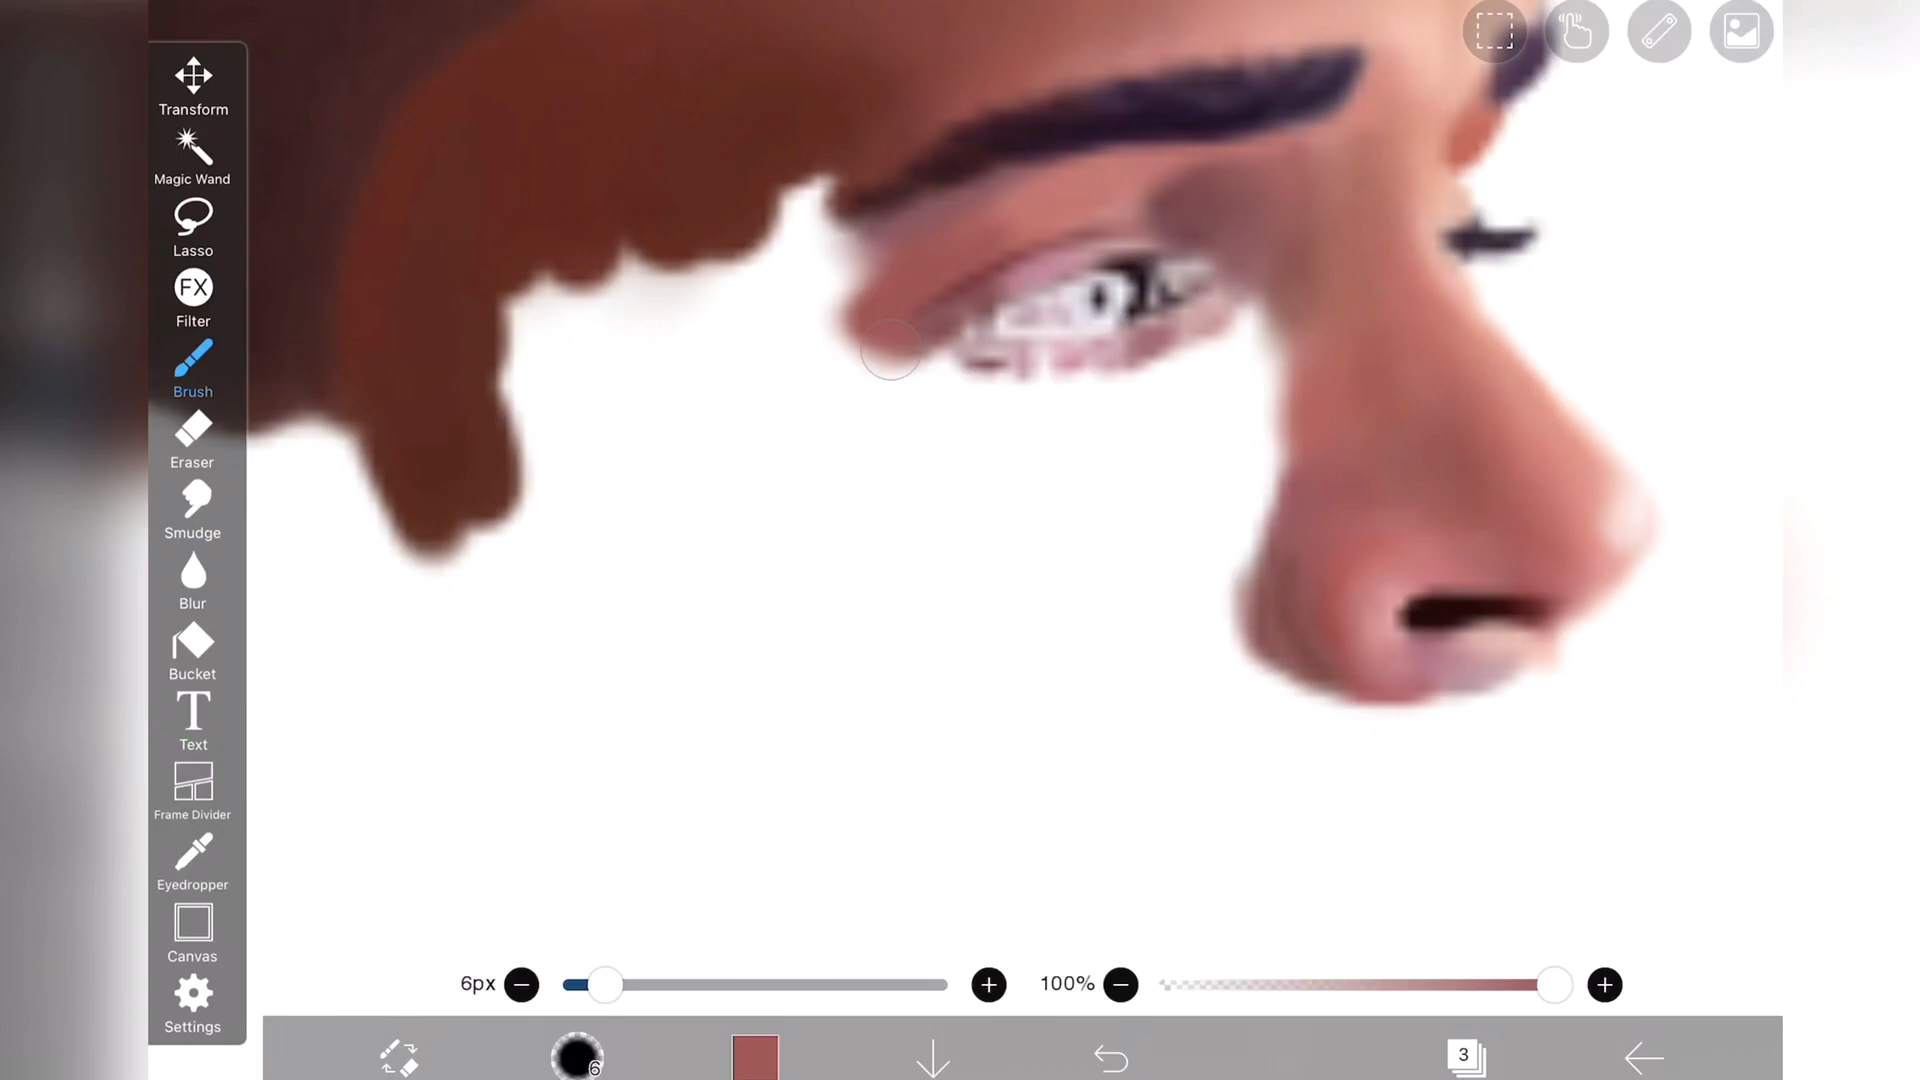 Transform
Magic Wand
Lasso
FX
Filter
Brush
Eraser
Smudge
Blur
Bucket
T
Text
Frame Divider
Eyedropper
Canvas
Settings
6px
100%
6
3